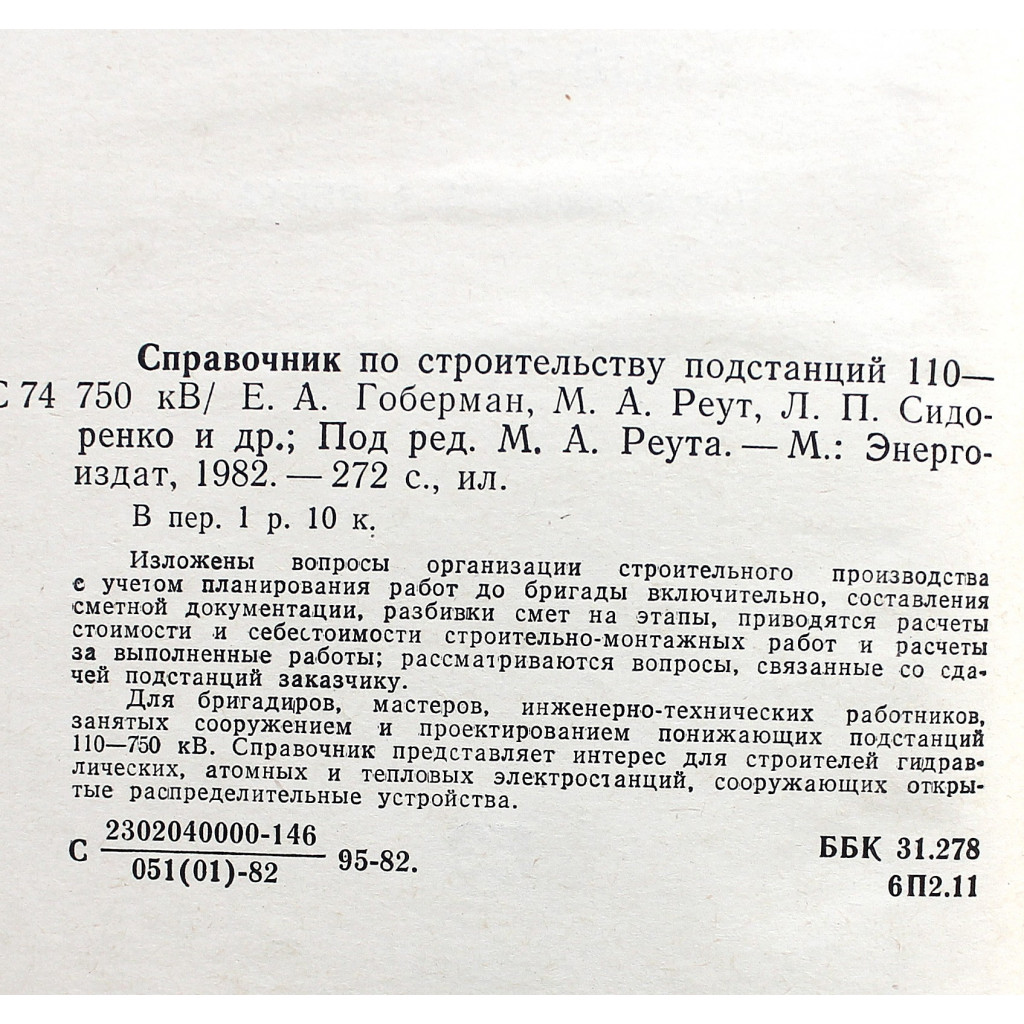 Справочник по строительству подстанций 110—
С 74 750 кВ/ Е. А. Гоберман, М. А. Реут, Л. П. Сидо-
ренко и др.; Под ред. М. А. Реута. — М.: Энерго-
издат, 1982. — 272 с., ил.
В пер. 1 р. 10 к.
Изложены вопросы организации строительного производства
с учетом планирования работ до бригады включительно, составления
сметной документации, разбивки смет на этапы, приводятся расчеты
стоимости и себестоимости строительно-монтажных работ и расчеты
за выполненные работы; рассматриваются вопросы, связанные со сда-
чей подстанций заказчику.
Для бригадиров, мастеров, инженерно-технических работников,
занятых сооружением и проектированием понижающих подстанций
110—750 кВ. Справочник представляет интерес для строителей гидрав-
лических, атомных и тепловых электростанций, сооружающих откры-
тые распределительные устройства.
С 2302040000-146
051(01)-82 95-82.
ББК 31.278
6П2.11